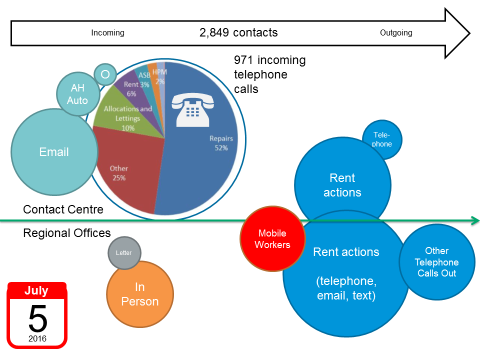 Incoming
2,849 contacts
Outgoing
971 incoming
telephone
calls
O
AH
Auto
Email
ASB
3%
RPM
2%
Rent
6%
Allocations and
Lettings
10%
Other
25%
Repairs
52%
Tele-
phone
Rent
actions
Contact Centre
Regional Offices
Mobile
Workers
Rent actions
(telephone,
email, text)
Other
Telephone
Calls Out
Letter
In
Person
July
5
2016